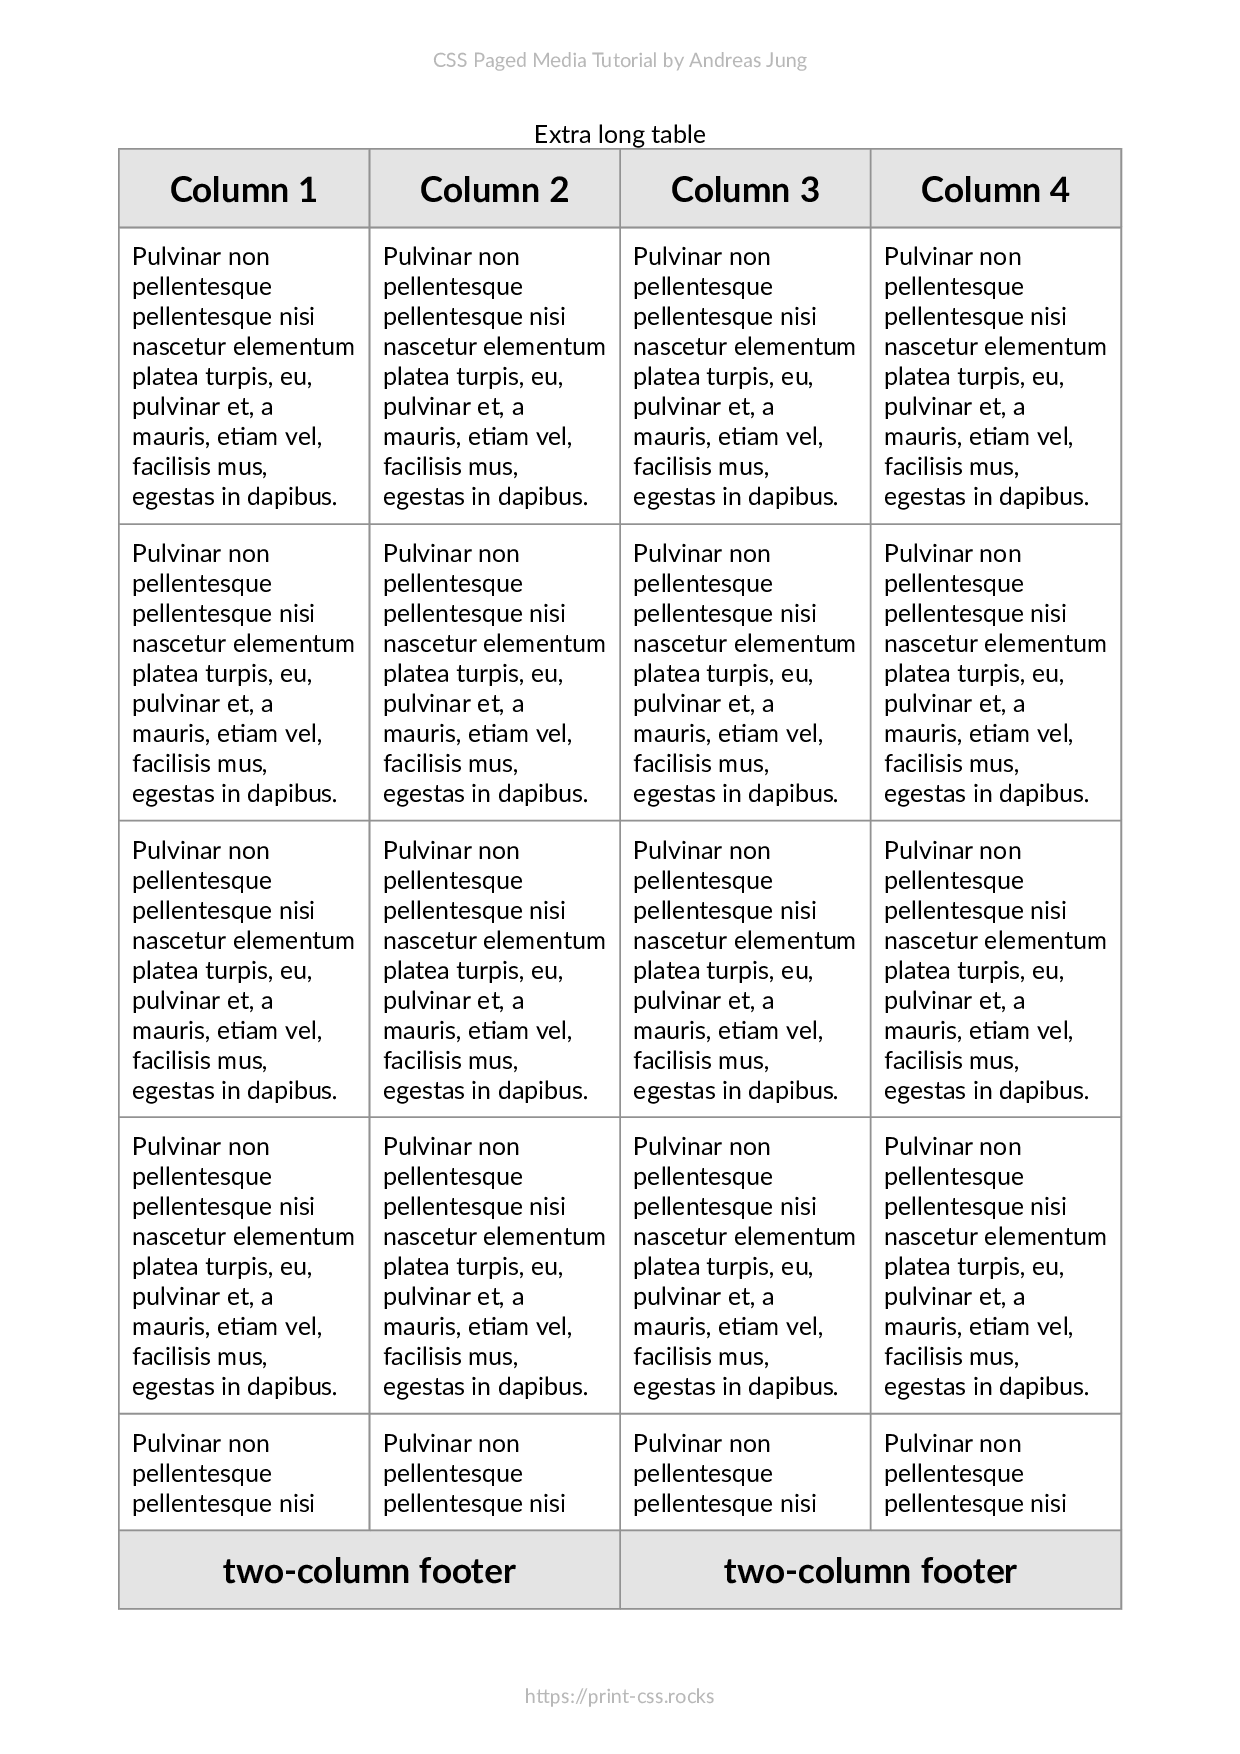 CSS Paged Media Tutorial by Andreas Jung
Extra long table
Column 1 Column 2 Column 3 Column 4
Pulvinar non Pulvinar non Pulvinar non Pulvinar non
pellentesque pellentesque pellentesque pellentesque
pellentesque nisi pellentesque nisi pellentesque nisi pellentesque nisi
nascetur elementum nascetur elementum nascetur elementum nascetur elementum
platea turpis, eu, platea turpis, eu, platea turpis, eu, platea turpis, eu,
pulvinar et, a pulvinar et, a pulvinar et, a pulvinar et, a
mauris, etiam vel, mauris, etiam vel, mauris, etiam vel, mauris, etiam vel,
facilisis mus, facilisis mus, facilisis mus, facilisis mus,
egestas in dapibus. egestas in dapibus. egestas in dapibus. egestas in dapibus.
Pulvinar non Pulvinar non Pulvinar non Pulvinar non
pellentesque pellentesque pellentesque pellentesque
pellentesque nisi pellentesque nisi pellentesque nisi pellentesque nisi
nascetur elementum nascetur elementum nascetur elementum nascetur elementum
platea turpis, eu, platea turpis, eu, platea turpis, eu, platea turpis, eu,
pulvinar et, a pulvinar et, a pulvinar et, a pulvinar et, a
mauris, etiam vel, mauris, etiam vel, mauris, etiam vel, mauris, etiam vel,
facilisis mus, facilisis mus, facilisis mus, facilisis mus,
egestas in dapibus. egestas in dapibus. egestas in dapibus. egestas in dapibus.
Pulvinar non Pulvinar non Pulvinar non Pulvinar non
pellentesque pellentesque pellentesque pellentesque
pellentesque nisi pellentesque nisi pellentesque nisi pellentesque nisi
nascetur elementum nascetur elementum nascetur elementum nascetur elementum
platea turpis, eu, platea turpis, eu, platea turpis, eu, platea turpis, eu,
pulvinar et, a pulvinar et, a pulvinar et, a pulvinar et, a
mauris, etiam vel, mauris, etiam vel, mauris, etiam vel, mauris, etiam vel,
facilisis mus, facilisis mus, facilisis mus, facilisis mus,
egestas in dapibus. egestas in dapibus. egestas in dapibus. egestas in dapibus.
Pulvinar non Pulvinar non Pulvinar non Pulvinar non
pellentesque pellentesque pellentesque pellentesque
pellentesque nisi pellentesque nisi pellentesque nisi pellentesque nisi
nascetur elementum nascetur elementum nascetur elementum nascetur elementum
platea turpis, eu, platea turpis, eu, platea turpis, eu, platea turpis, eu,
pulvinar et, a pulvinar et, a pulvinar et, a pulvinar et, a
mauris, etiam vel, mauris, etiam vel, mauris, etiam vel, mauris, etiam vel,
facilisis mus, facilisis mus, facilisis mus, facilisis mus,
egestas in dapibus. egestas in dapibus. egestas in dapibus. egestas in dapibus.
Pulvinar non Pulvinar non Pulvinar non Pulvinar non
pellentesque pellentesque pellentesque pellentesque
pellentesque nisi pellentesque nisi pellentesque nisi pellentesque nisi
two-column footer two-column footer
https://print-css.rocks